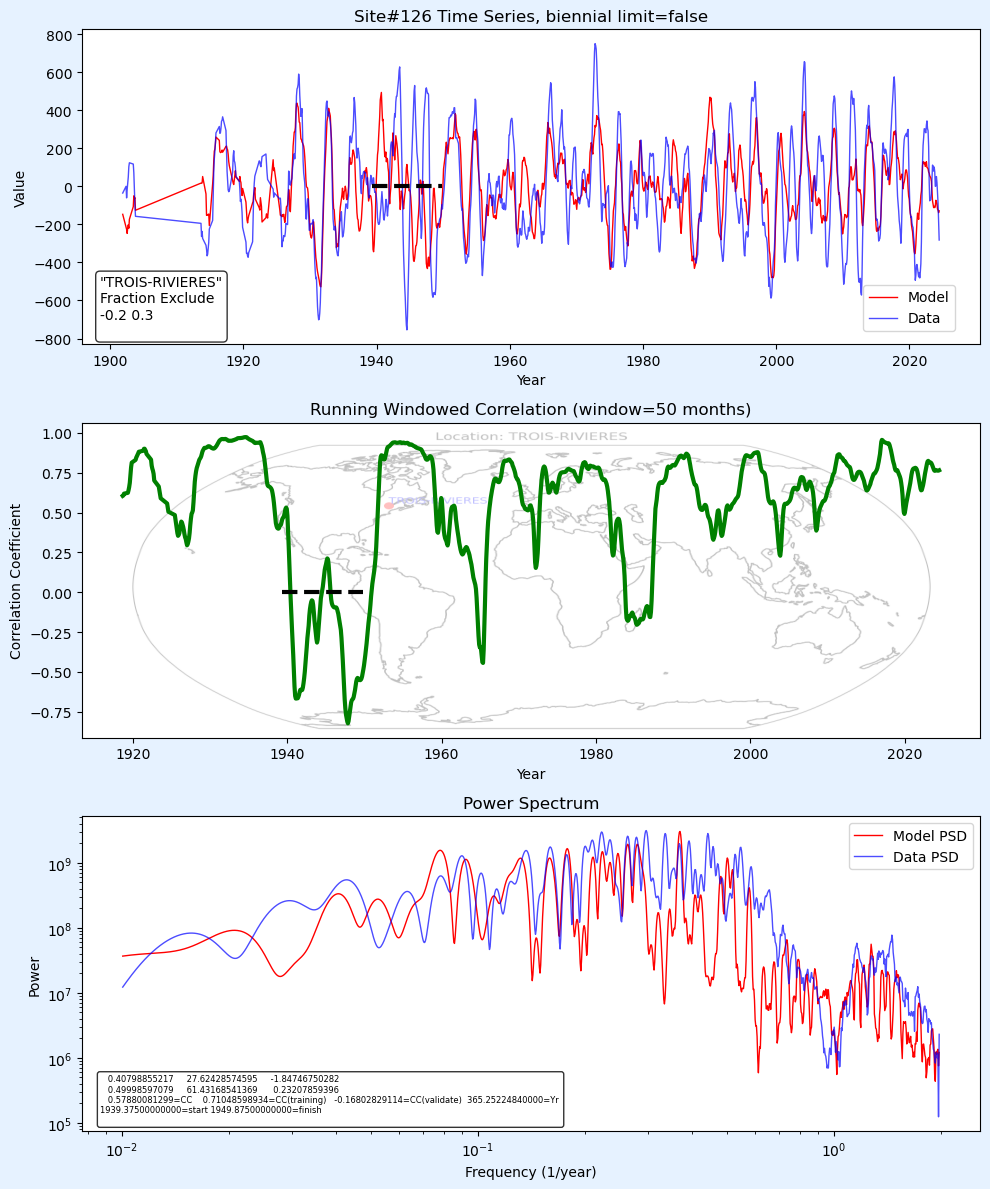 Site#126 Time Series, biennial limit=false
800
600
400
200
0
−200
−400
−600
−800
Value
"TROIS-RIVIERES"
Fraction Exclude
-0.2 0.3
Model
Data
1900
1920
1940
1960
1980
2000
2020
Year
Running Windowed Correlation (window=50 months)
1.00
0.75
0.50
0.25
0.00
−0.25
−0.50
−0.75
Correlation Coefficient
Location: TROIS-RIVIERES
TROIS-RIVIERES
1920
1940
1960
1980
2000
2020
Year
Power Spectrum
10⁹
10⁸
10⁷
10⁶
10⁵
Power
Model PSD
Data PSD
0.40798855217 27.62428574595 -1.84746750282
0.49998597079 61.43168541369 0.23207859396
0.57880081299=CC 0.71048598934=CC(training) -0.16802829114=CC(validate) 365.25224840000=Yr
1939.37500000000=start 1949.87500000000=finish
10⁻²
10⁻¹
10⁰
Frequency (1/year)